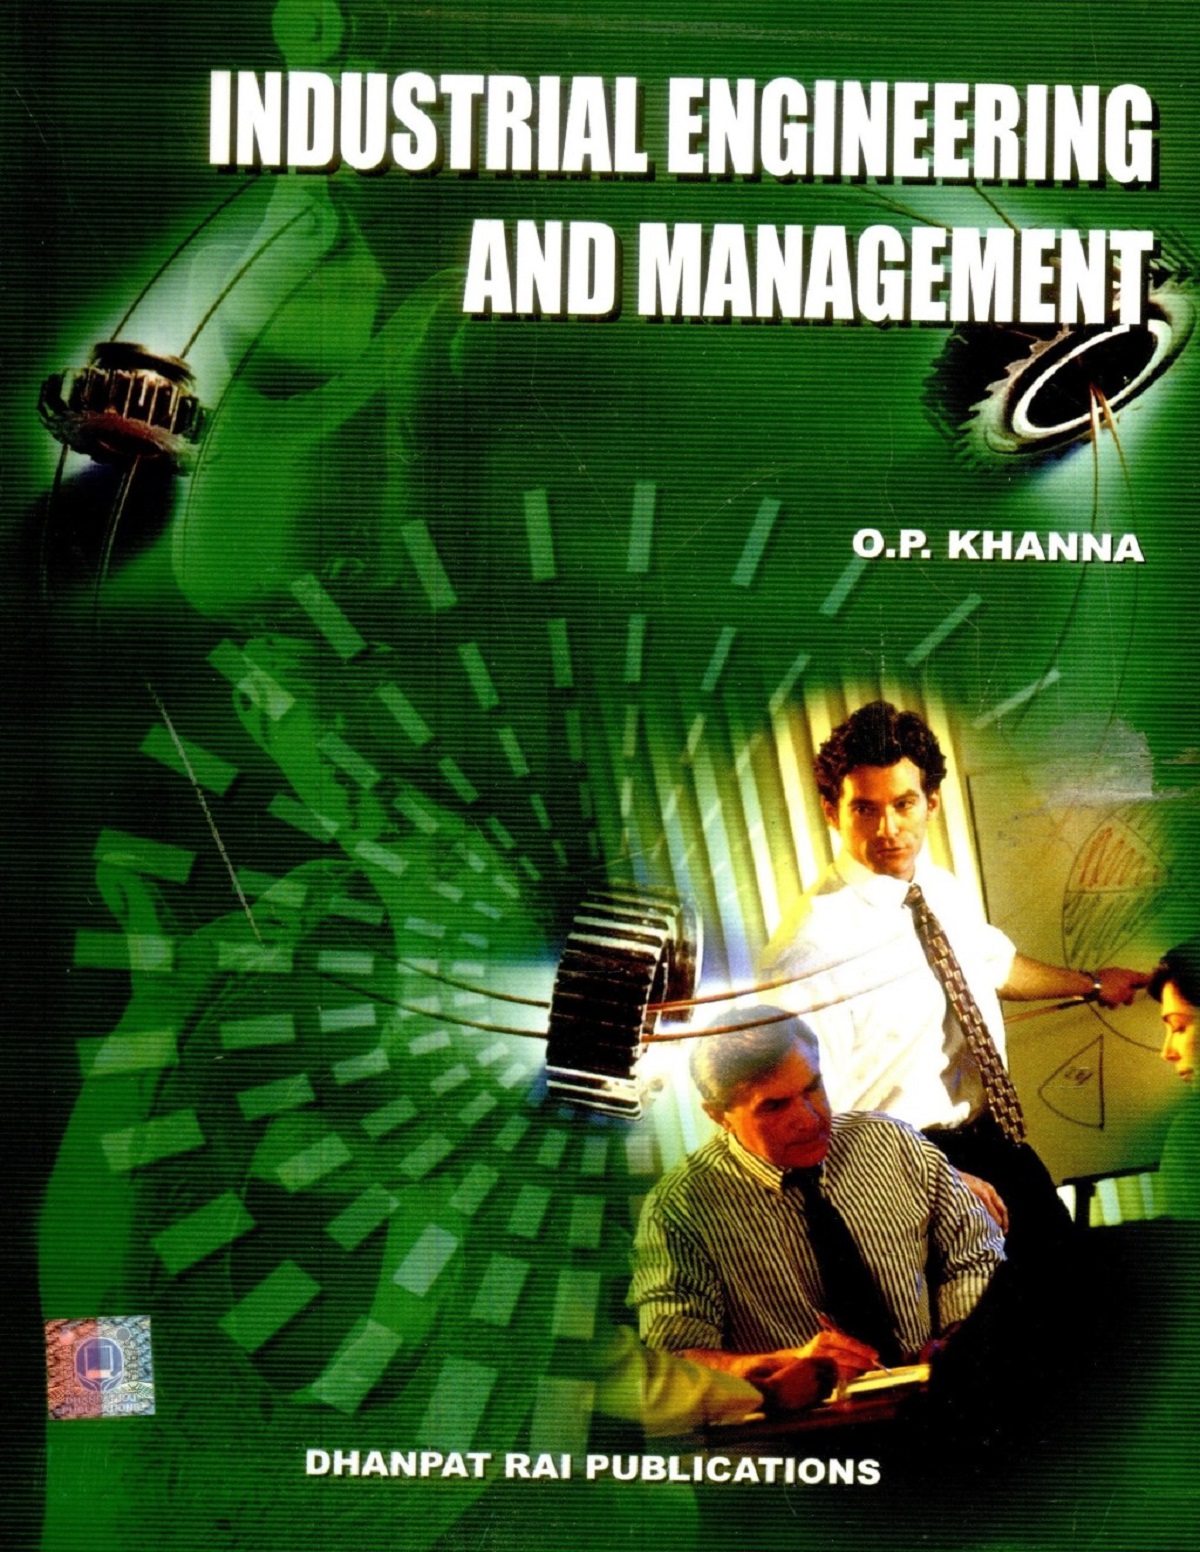 INDUSTRIAL ENGINEERING
AND MANAGEMENT
O.P. KHANNA
DHANPAT RAI PUBLICATIONS